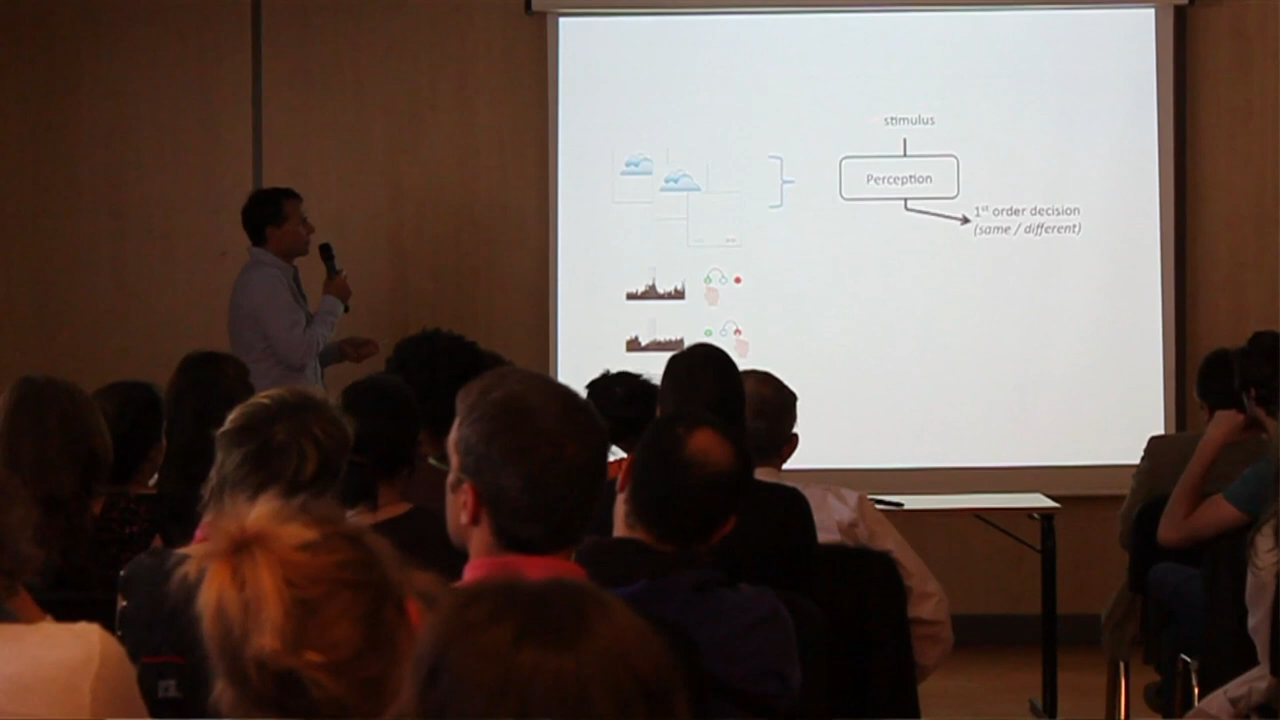 stimulus
Perception
1st order decision
(same / different)